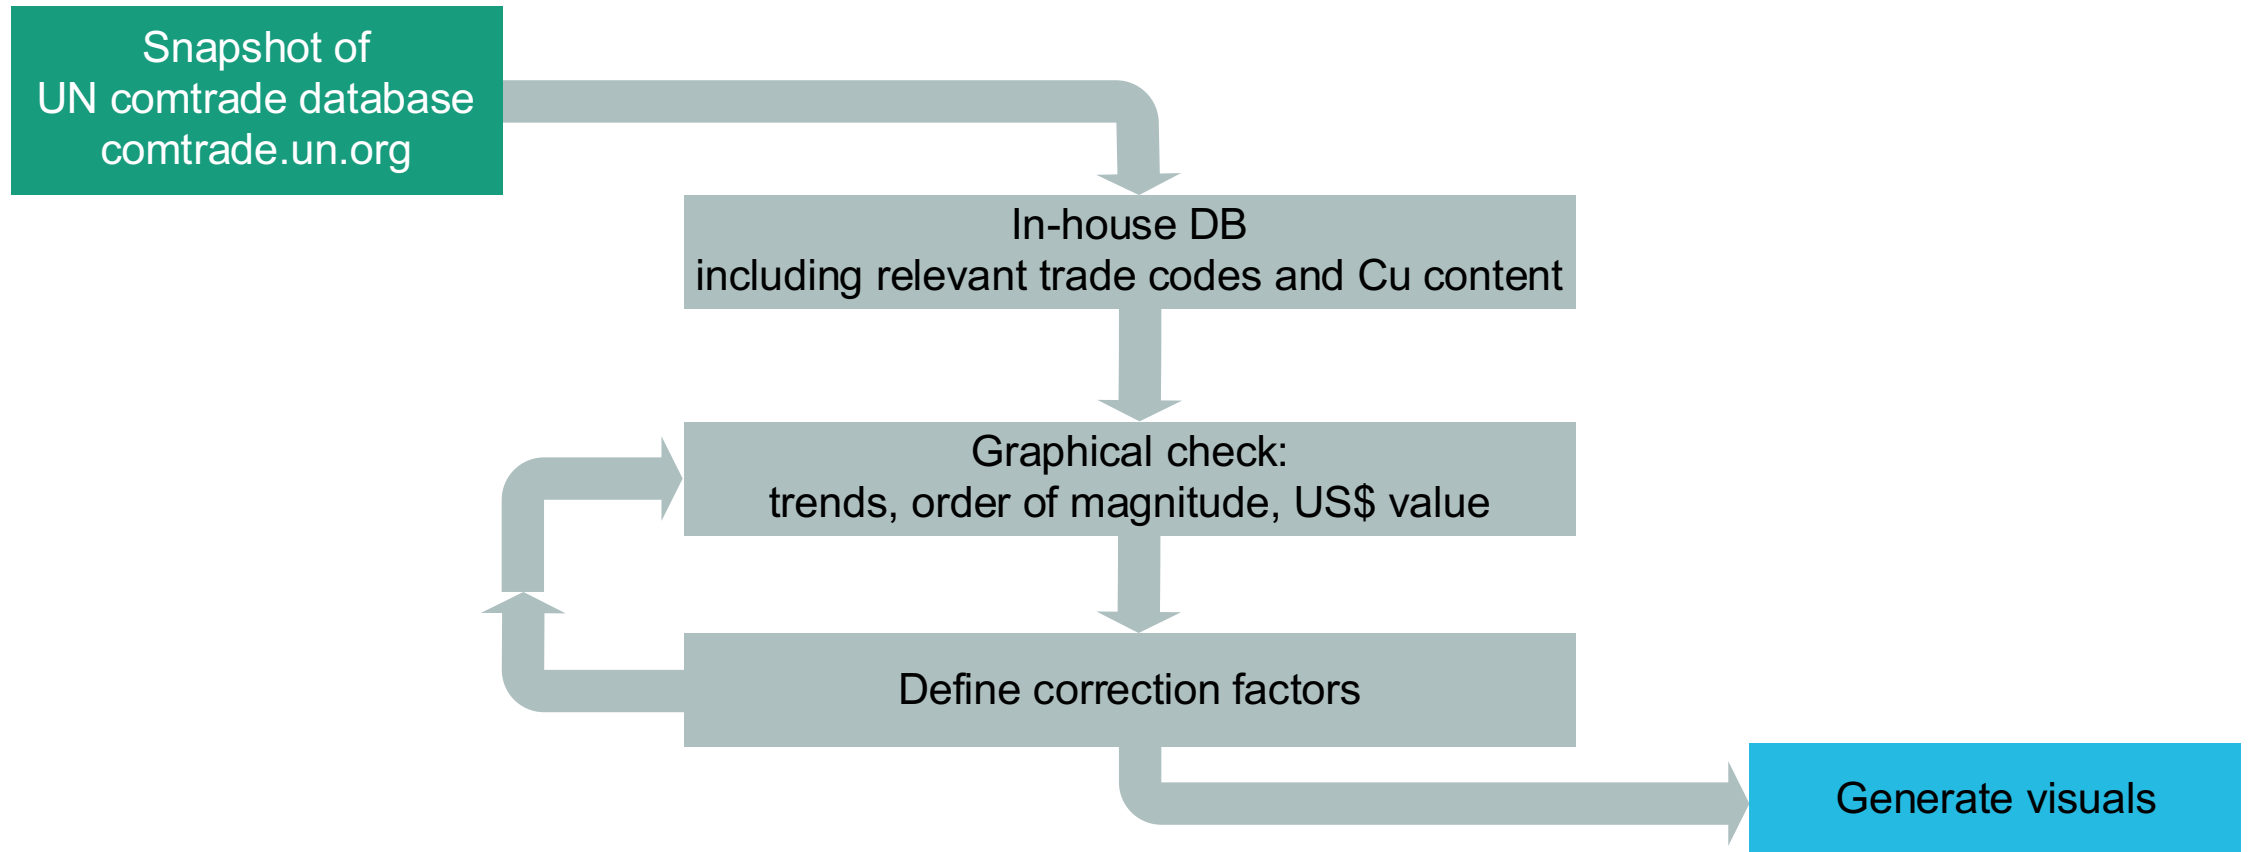 Snapshot of
UN comtrade database
comtrade.un.org
In-house DB
including relevant trade codes and Cu content
Graphical check:
trends, order of magnitude, US$ value
Define correction factors
Generate visuals